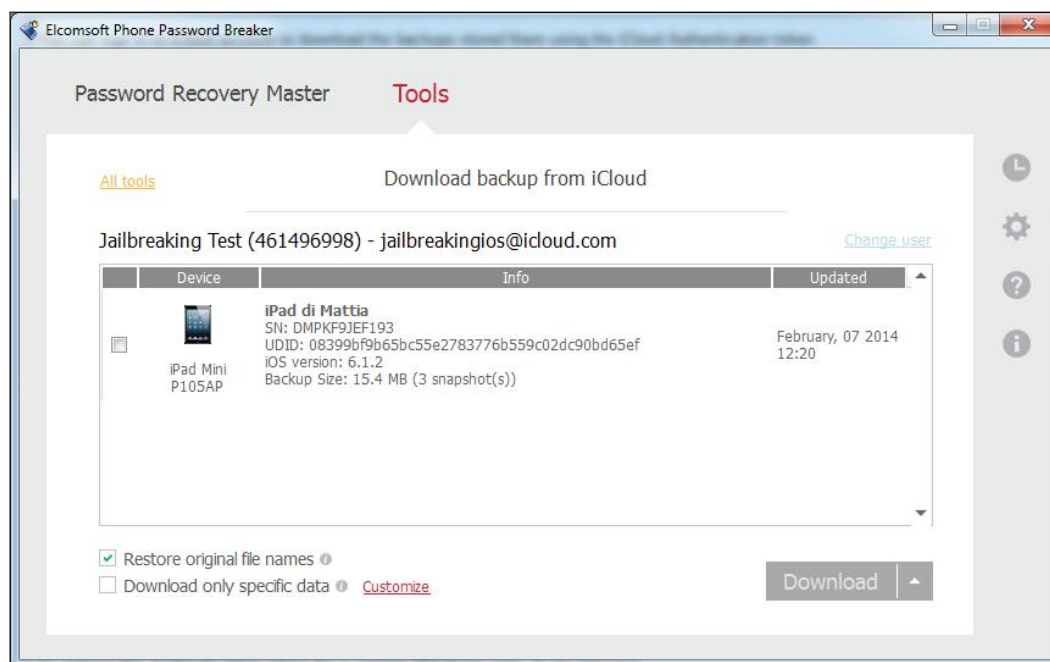 Elcomsoft Phone Password Breaker
Password Recovery Master
Tools
All tools
Download backup from iCloud
Jailbreaking Test (461496998) - jailbreakingios@icloud.com
Change user
Device
Info
Updated
iPad Mini
P105AP
iPad di Mattia
SN: DMPKF9JEF193
UDID: 08399bf9b65bc55e2783776b559c02dc90bd65ef
iOS version: 6.1.2
Backup Size: 15.4 MB (3 snapshot(s))
February, 07 2014
12:20
Restore original file names
Download only specific data
Customize
Download